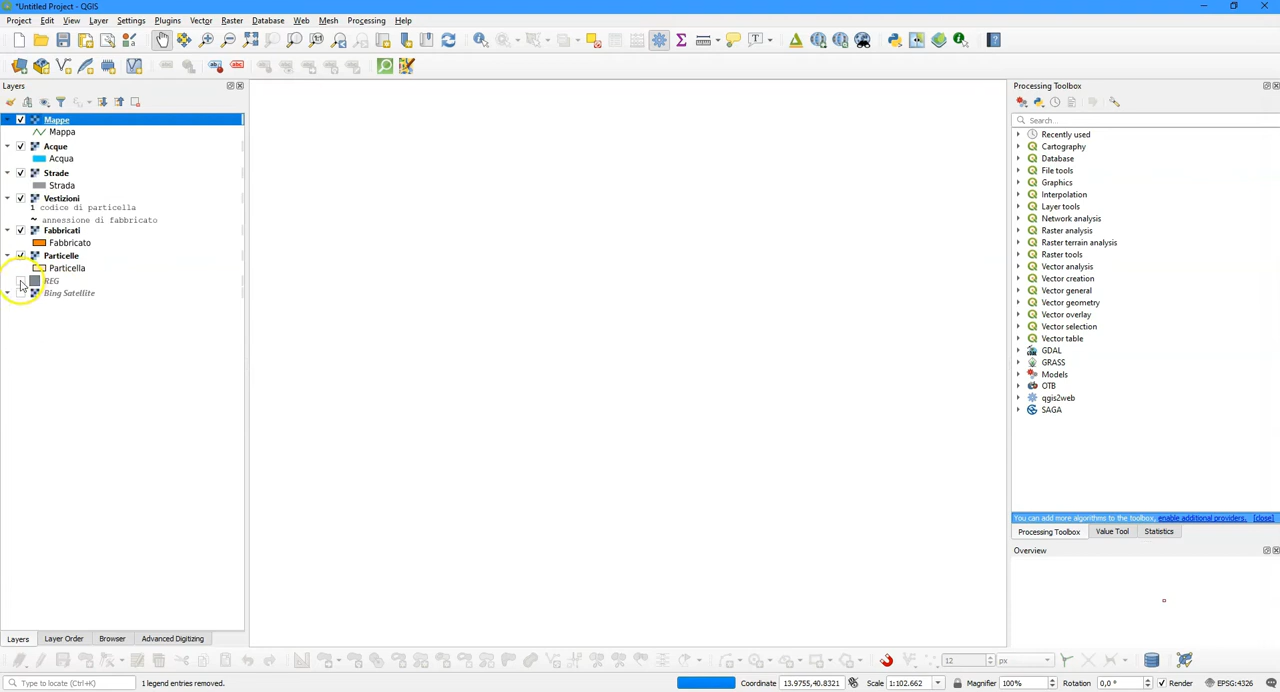 *Untitled Project - QGIS
Project Edit View Layer Settings Plugins Vector Raster Database Web Mesh Processing Help
Layers
Mappe
Mappa
Acque
Acqua
Strade
Strada
Vestizioni
1 codice di particella
~ annessione di fabbricato
Fabbricati
Fabbricato
Particelle
Particella
REG
Bing Satellite
Layers Layer Order Browser Advanced Digitizing
Processing Toolbox
Search...
Recently used
Cartography
Database
File tools
Graphics
Interpolation
Layer tools
Network analysis
Raster analysis
Raster terrain analysis
Raster tools
Vector analysis
Vector creation
Vector general
Vector geometry
Vector overlay
Vector selection
Vector table
GDAL
GRASS
Models
OTB
qgis2web
SAGA
You can add more algorithms to the toolbox, enable additional providers. [close]
Processing Toolbox Value Tool Statistics
Overview
12 px
Type to locate (Ctrl+K) 1 legend entries removed. Coordinate 13.9755,40.8321 Scale 1:102.662 Magnifier 100% Rotation 0,0 ° Render EPSG:4326